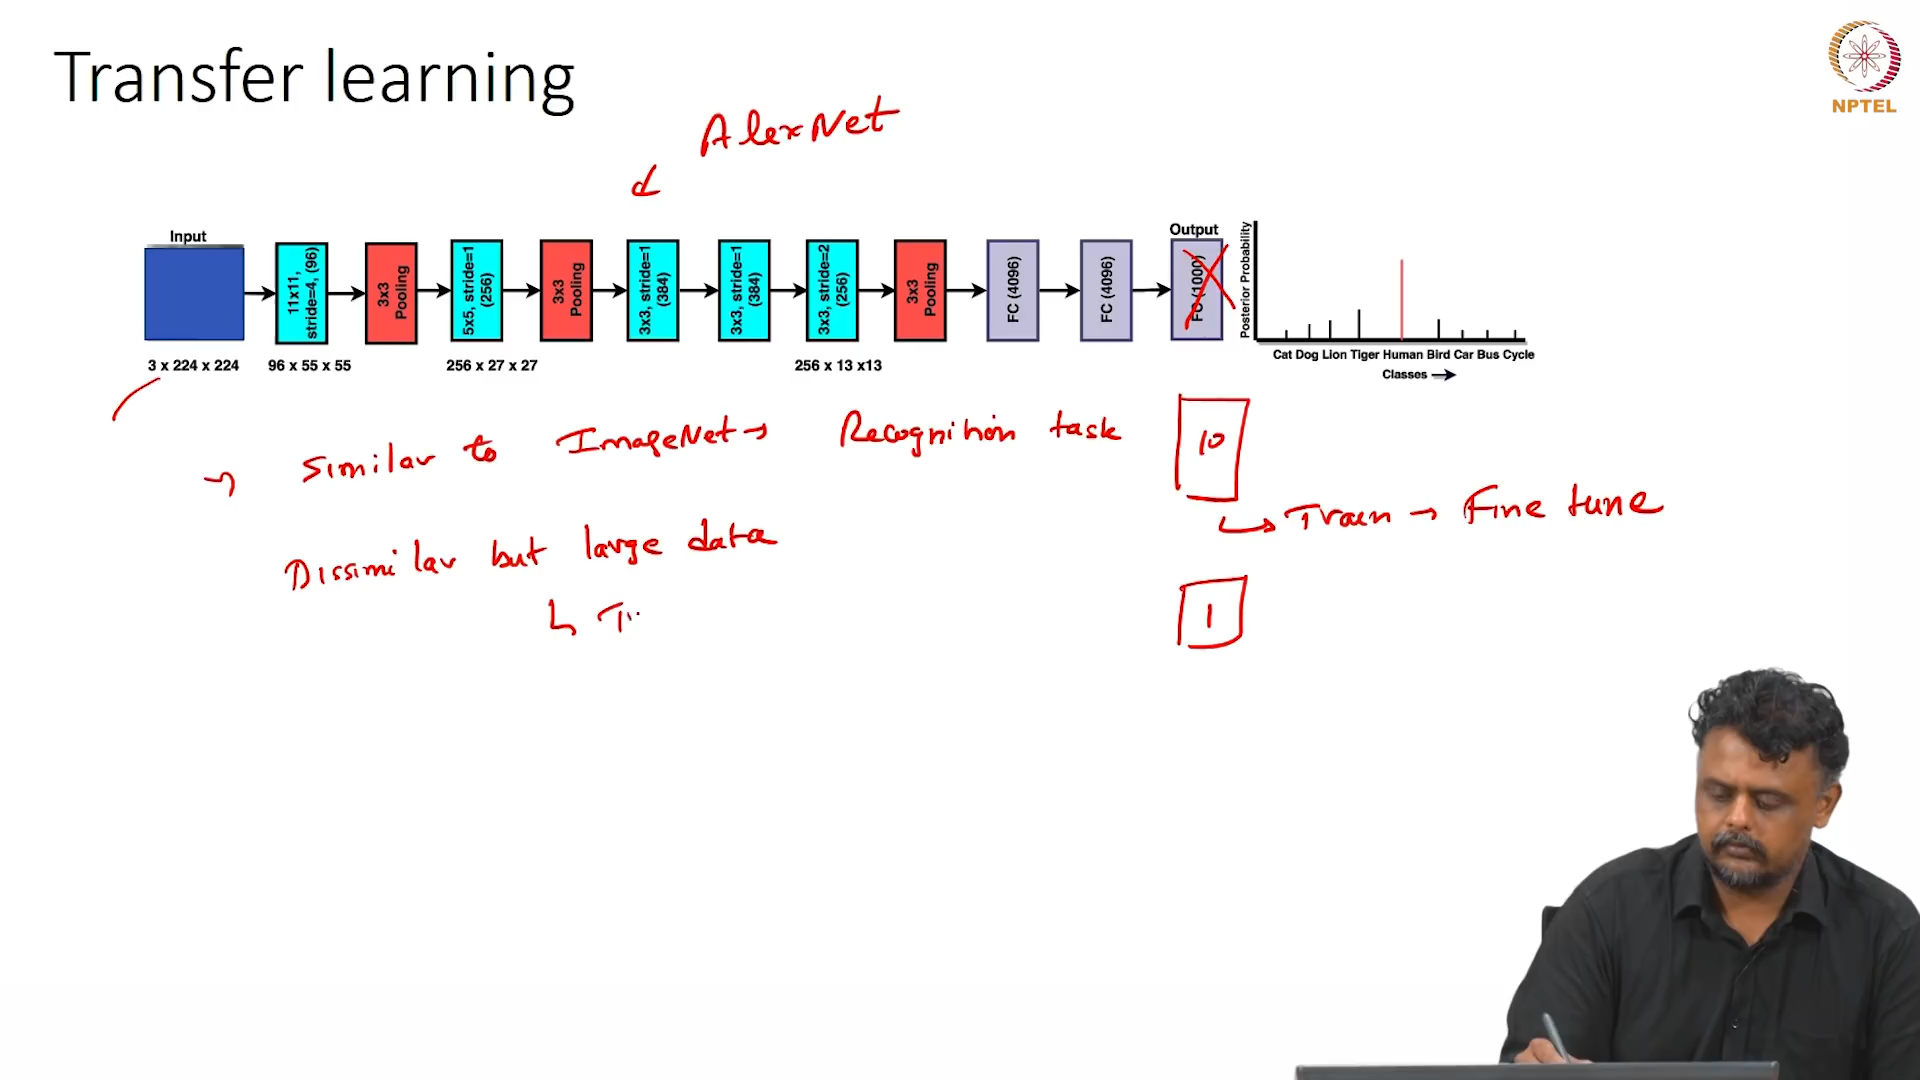 Transfer learning
NPTEL
AlexNet
Input
11x11, stride=4, (96)
3x3 Pooling
5x5, stride=1 (256)
3x3 Pooling
3x3, stride=1 (384)
3x3, stride=1 (384)
3x3, stride=2 (256)
3x3 Pooling
FC (4096)
FC (4096)
Output
FC (1000)
Posterior Probability
Cat Dog Lion Tiger Human Bird Car Bus Cycle
Classes
3 x 224 x 224
96 x 55 x 55
256 x 27 x 27
256 x 13 x13
Similar to ImageNet → Recognition task
10
Train → Fine tune
Dissimilar but large data
1